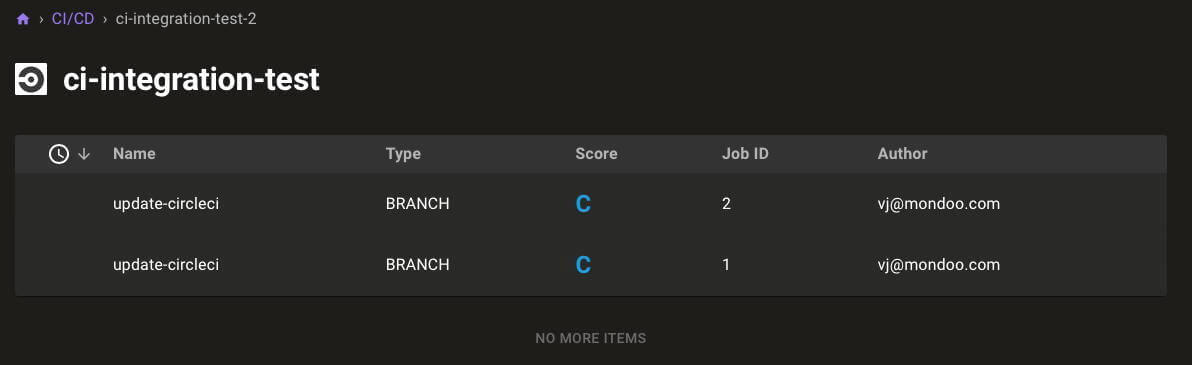 › CI/CD › ci-integration-test-2
ci-integration-test
Name Type Score Job ID Author
update-circleci BRANCH C 2 vj@mondoo.com
update-circleci BRANCH C 1 vj@mondoo.com
NO MORE ITEMS